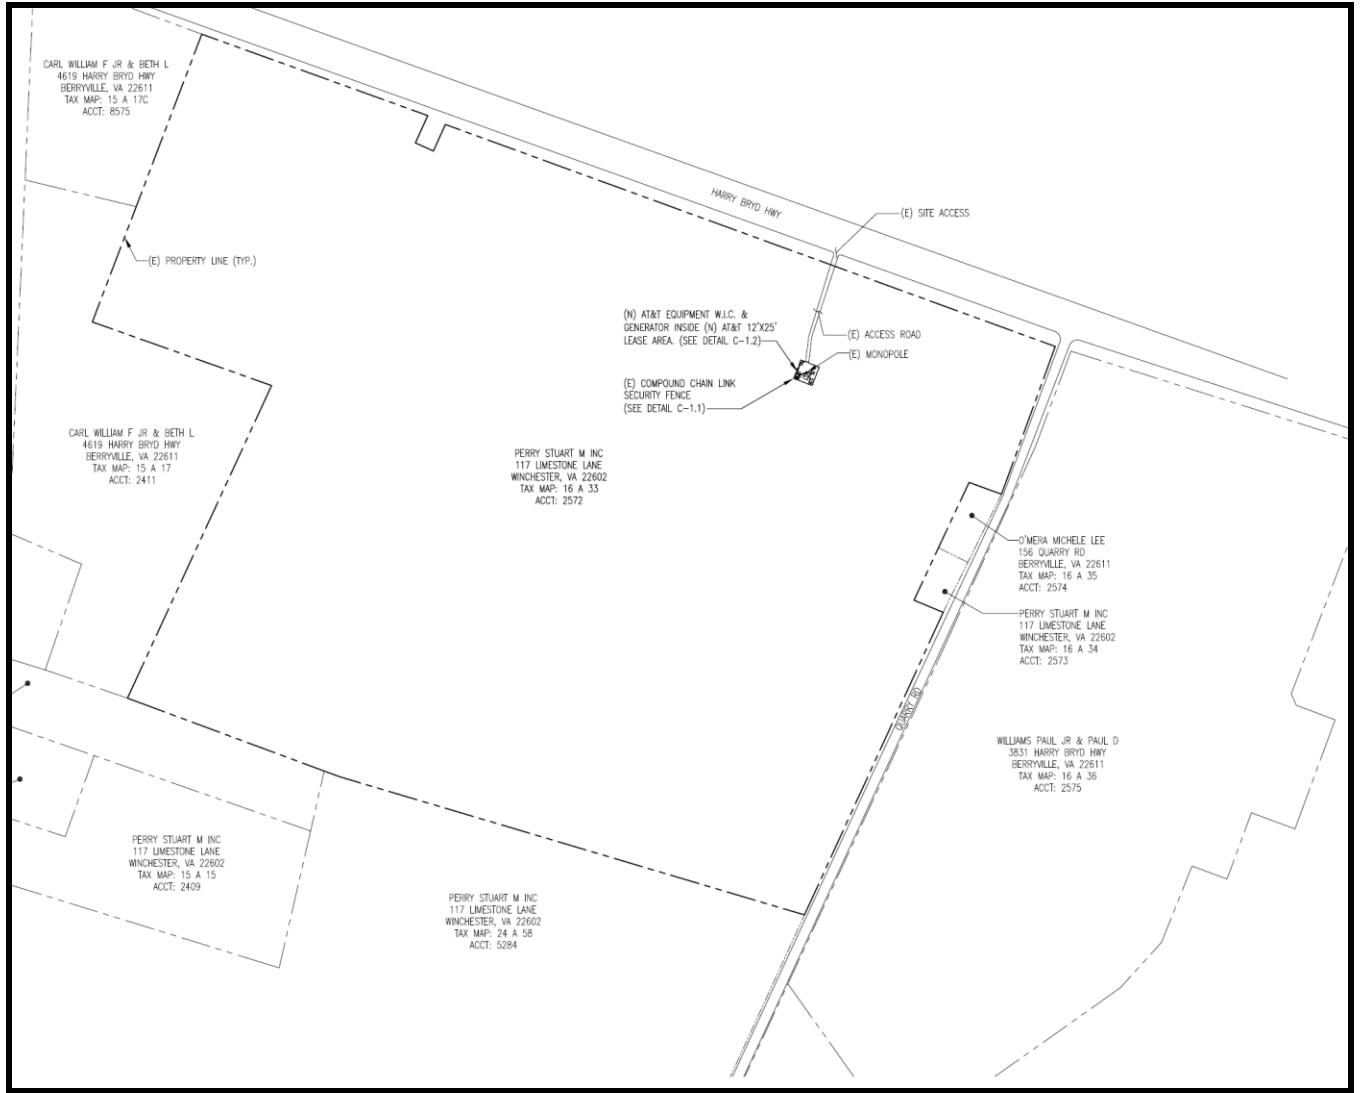 CARL WILLIAM F JR & BETH L
4619 HARRY BRYD HWY
BERRYVILLE, VA 22611
TAX MAP: 15 A 17C
ACCT: 8575
HARRY BRYD HWY
(E) SITE ACCESS
(E) PROPERTY LINE (TYP.)
(N) AT&T EQUIPMENT W.I.C. &
GENERATOR INSIDE (N) AT&T 12'X25'
LEASE AREA. (SEE DETAIL C-1.2)
(E) ACCESS ROAD
(E) MONOPOLE
(E) COMPOUND CHAIN LINK
SECURITY FENCE
(SEE DETAIL C-1.1)
CARL WILLIAM F JR & BETH L
4619 HARRY BRYD HWY
BERRYVILLE, VA 22611
TAX MAP: 15 A 17
ACCT: 2411
PERRY STUART M INC
117 LIMESTONE LANE
WINCHESTER, VA 22602
TAX MAP: 16 A 33
ACCT: 2572
O'MERA MICHELE LEE
156 QUARRY RD
BERRYVILLE, VA 22611
TAX MAP: 16 A 35
ACCT: 2574
PERRY STUART M INC
117 LIMESTONE LANE
WINCHESTER, VA 22602
TAX MAP: 16 A 34
ACCT: 2573
QUARRY RD
WILLIAMS PAUL JR & PAUL D
3831 HARRY BRYD HWY
BERRYVILLE, VA 22611
TAX MAP: 16 A 36
ACCT: 2575
PERRY STUART M INC
117 LIMESTONE LANE
WINCHESTER, VA 22602
TAX MAP: 15 A 15
ACCT: 2409
PERRY STUART M INC
117 LIMESTONE LANE
WINCHESTER, VA 22602
TAX MAP: 24 A 58
ACCT: 5284